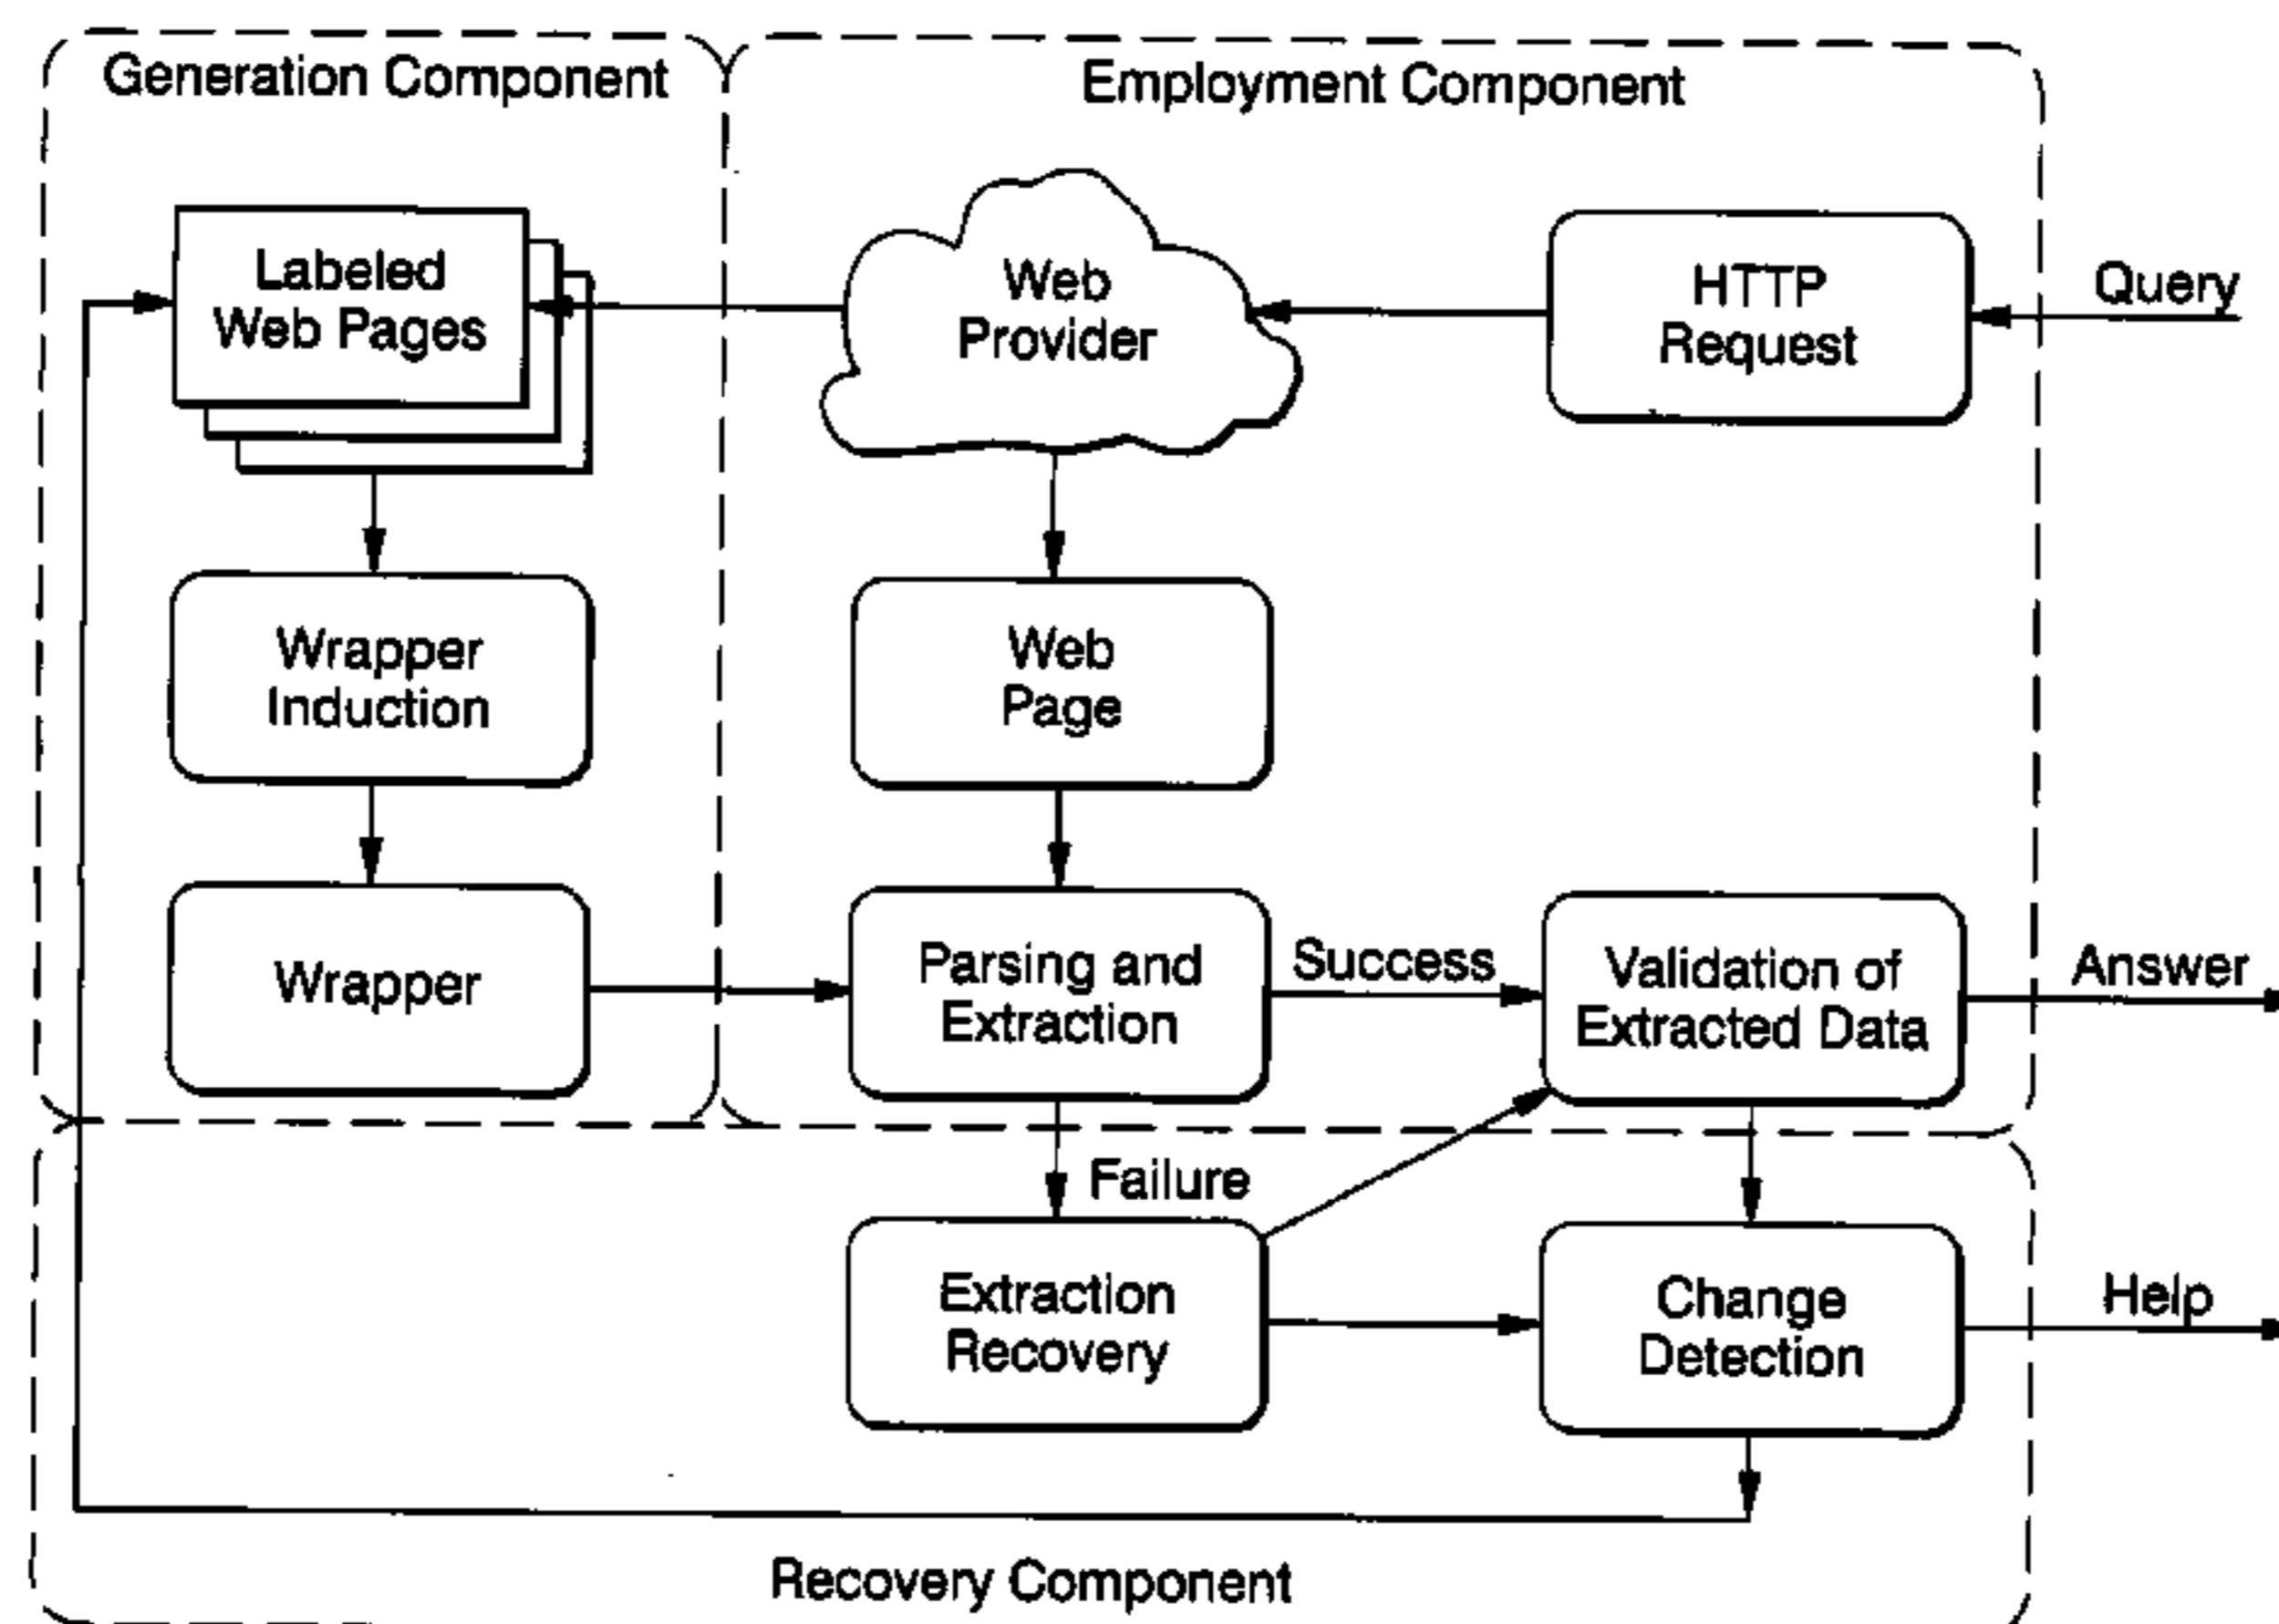 Generation Component
Employment Component
Labeled
Web Pages
Web
Provider
HTTP
Request
Query
Wrapper
Induction
Web
Page
Wrapper
Parsing and
Extraction
Success
Validation of
Extracted Data
Answer
Failure
Extraction
Recovery
Change
Detection
Help
Recovery Component